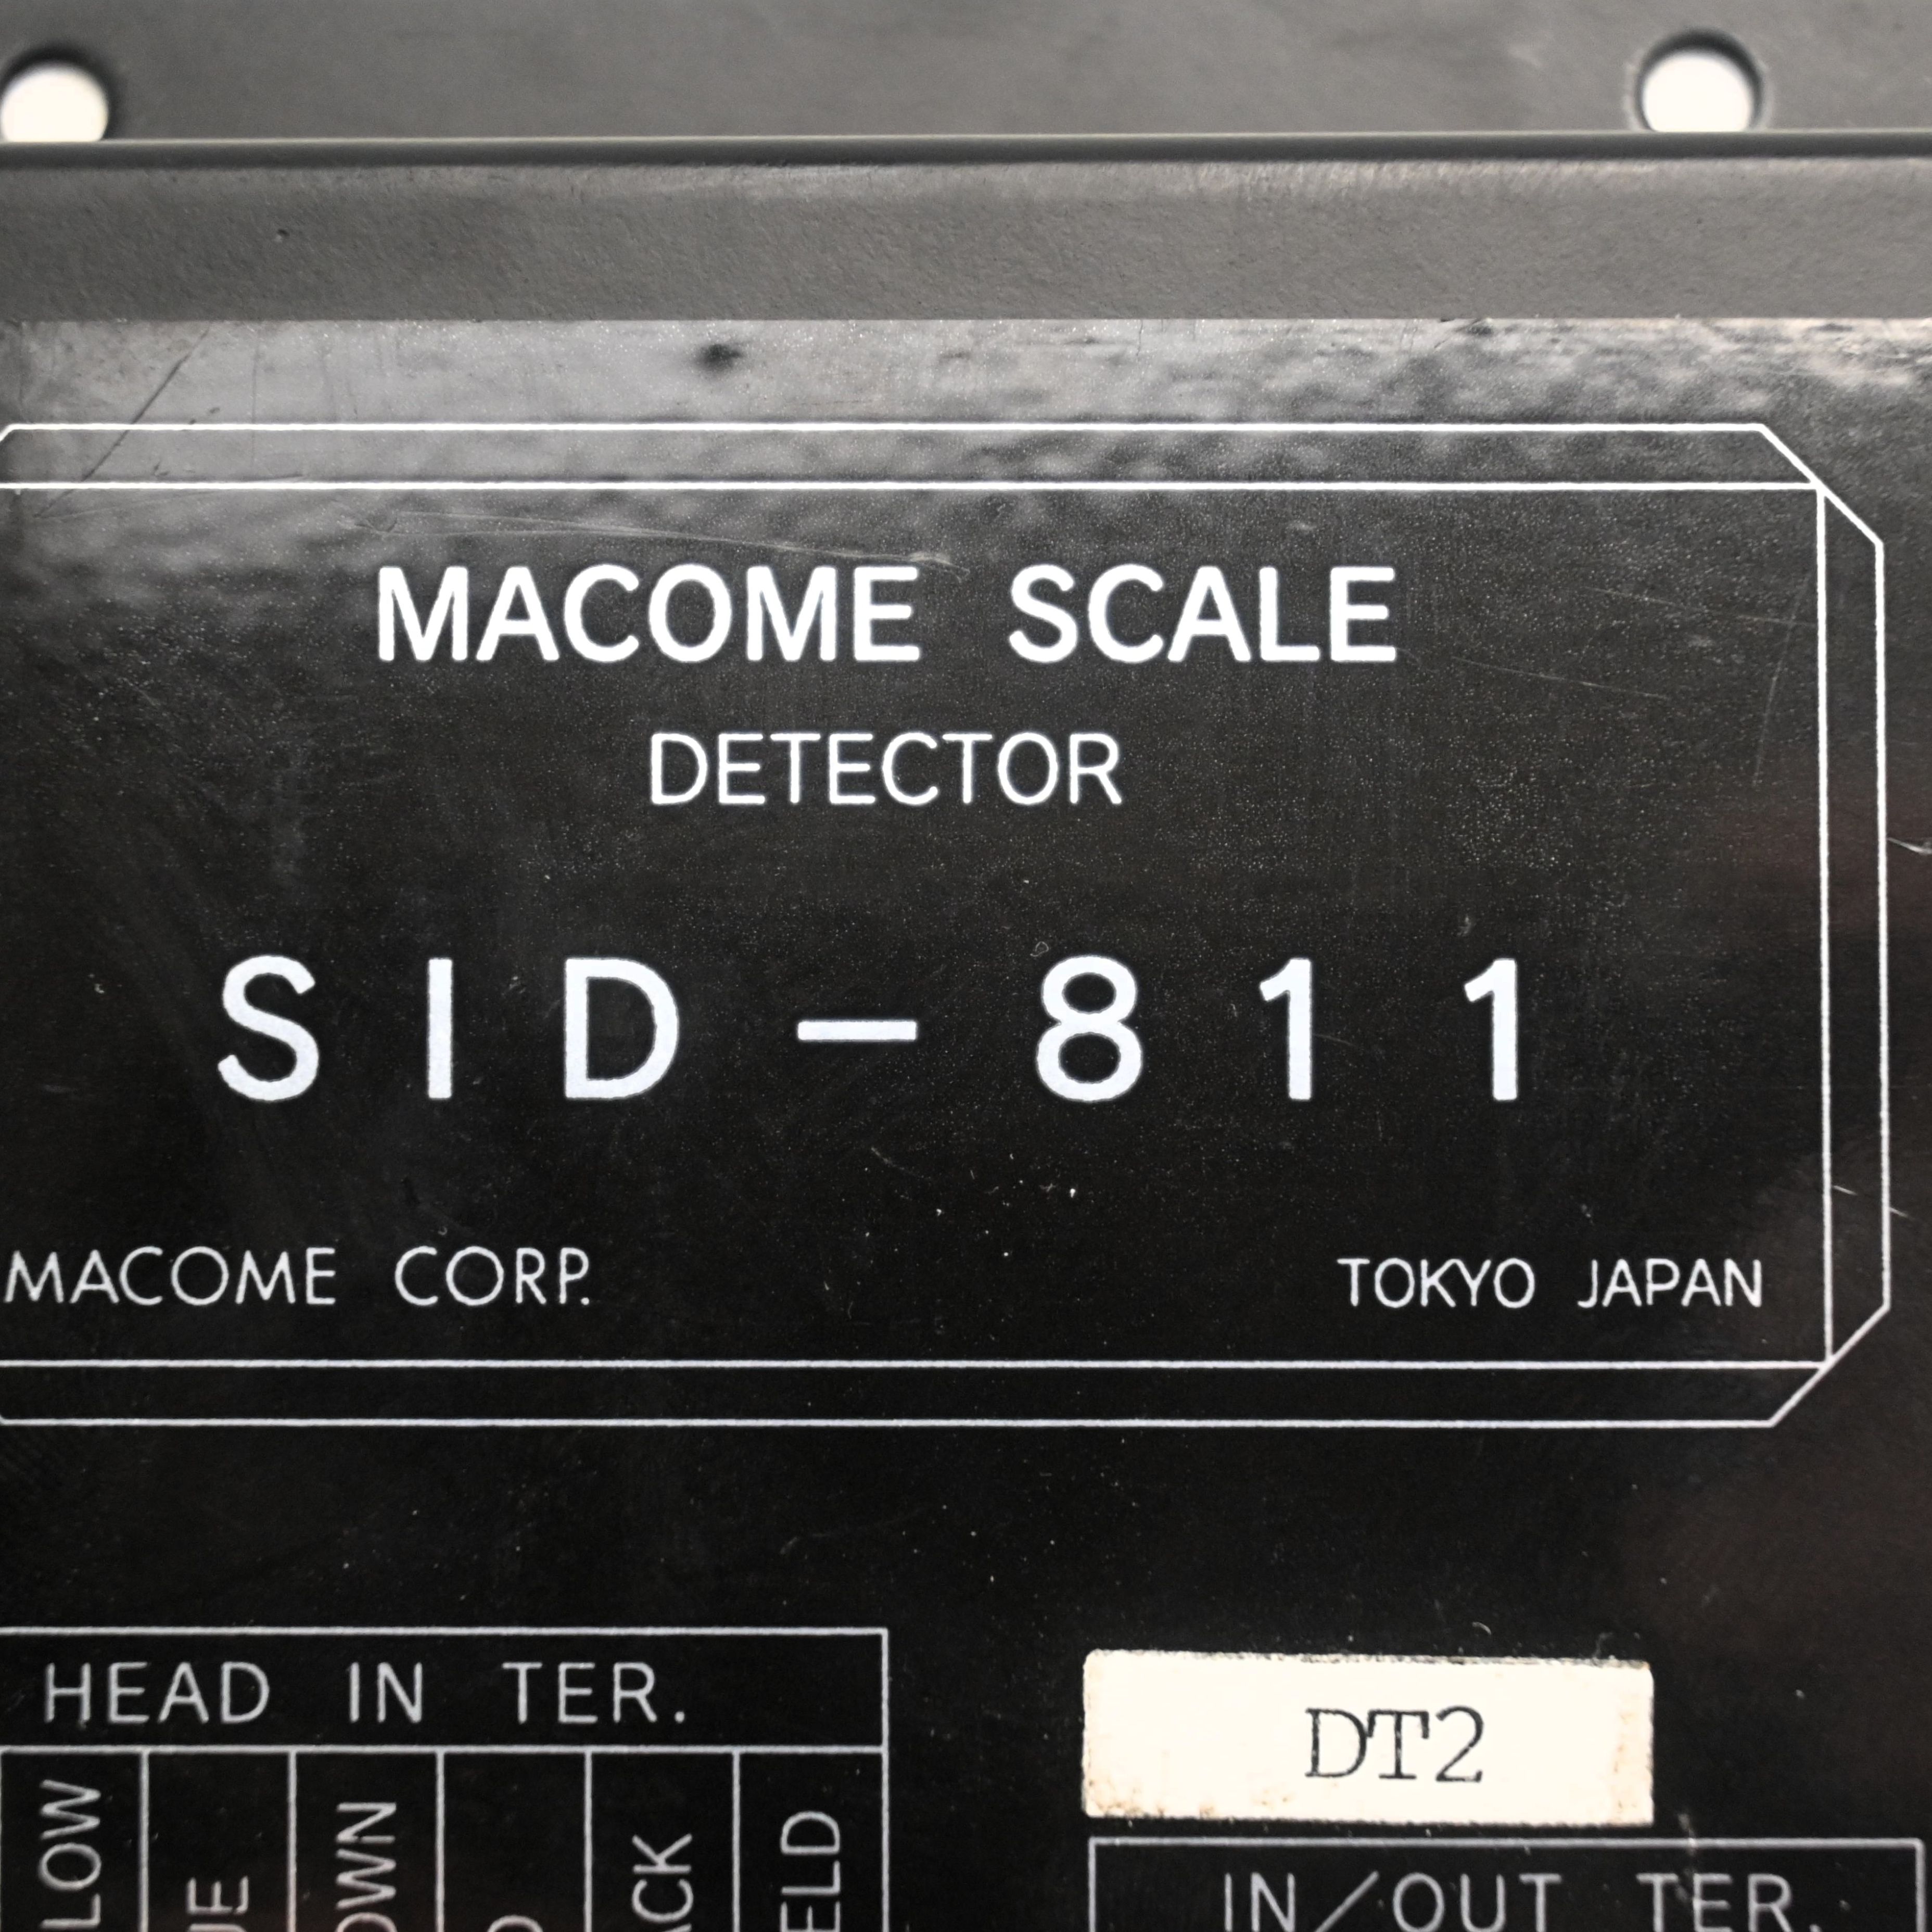 MACOME SCALE
DETECTOR
SID-811
MACOME CORP.
TOKYO JAPAN
HEAD IN TER.
DT2
IN/OUT TER.